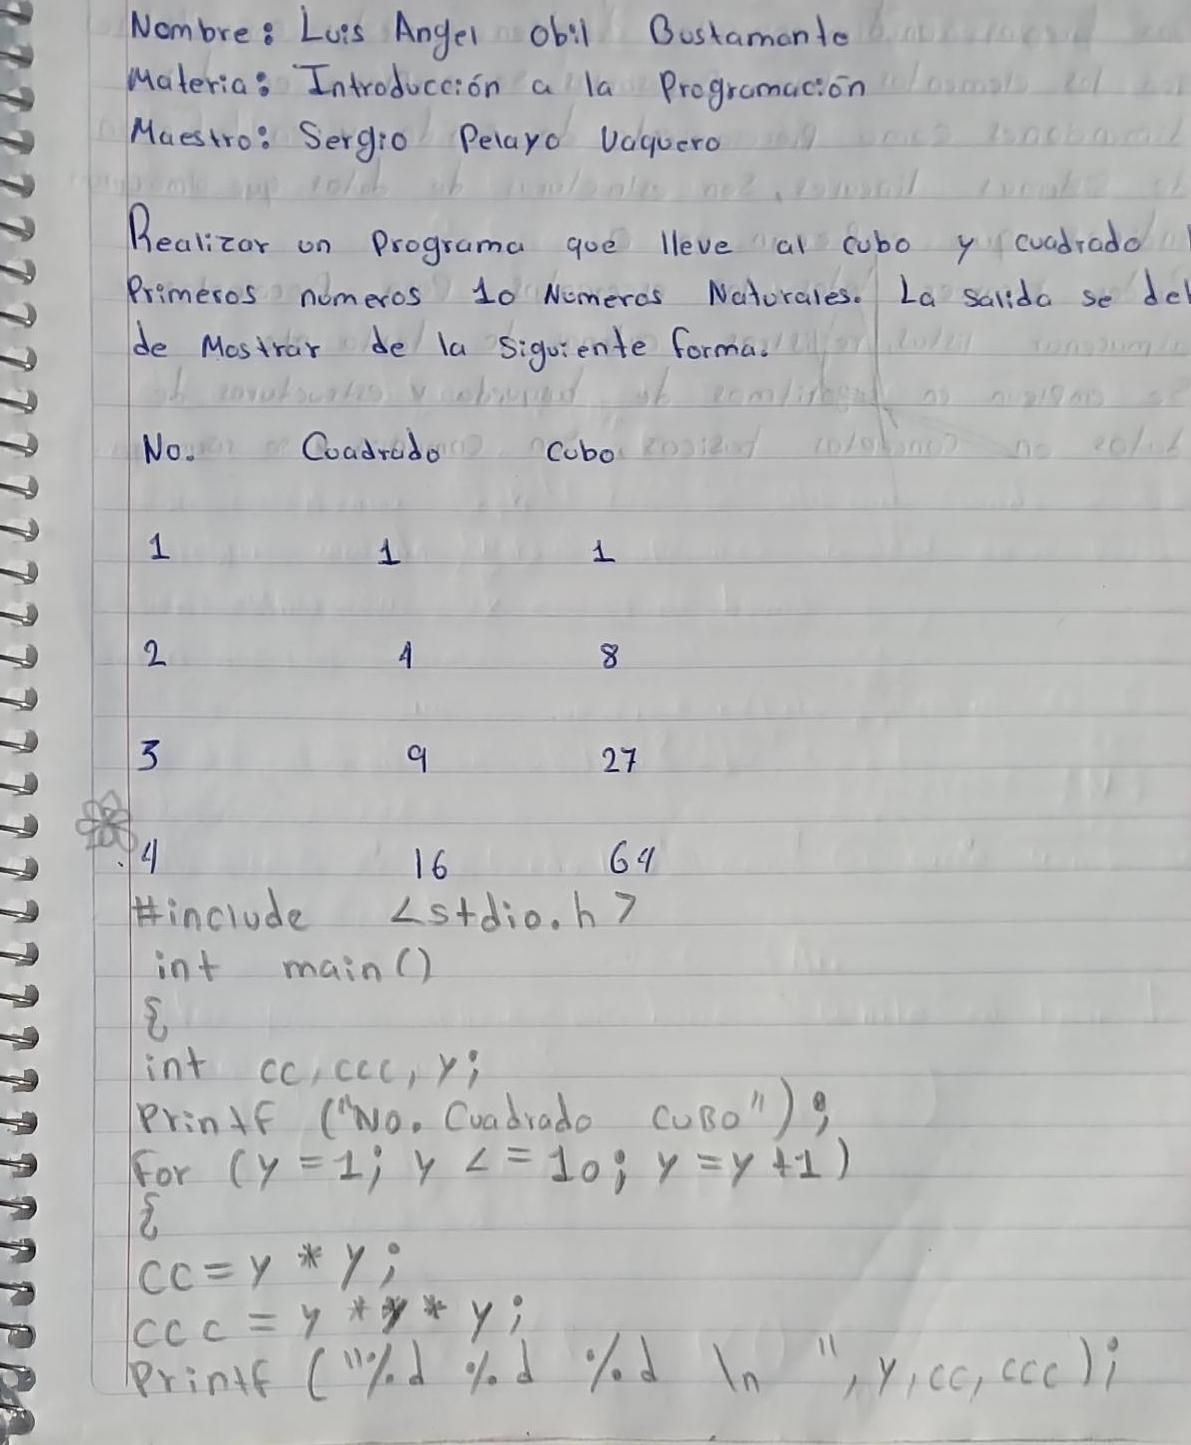 Nombre: Luis Angel Obil Bustamante
Materia: Introducción a la Programación
Maestro: Sergio Pelayo Vaquero
Realizar un Programa que lleve al cubo y cuadrado
Primeros números 10 Números Naturales. La salida se
de Mostrar de la siguiente forma.
No. Cuadrado Cubo
1 1 1
2 4 8
3 9 27
4 16 64
#include <stdio.h>
int main()
{
int cc, ccc, y;
Printf ("No. Cuadrado CUBO");
For (y = 1; y <= 10; y = y + 1)
{
cc = y * y;
ccc = y * y * y;
Printf ("%d %d %d \n ", y, cc, ccc);